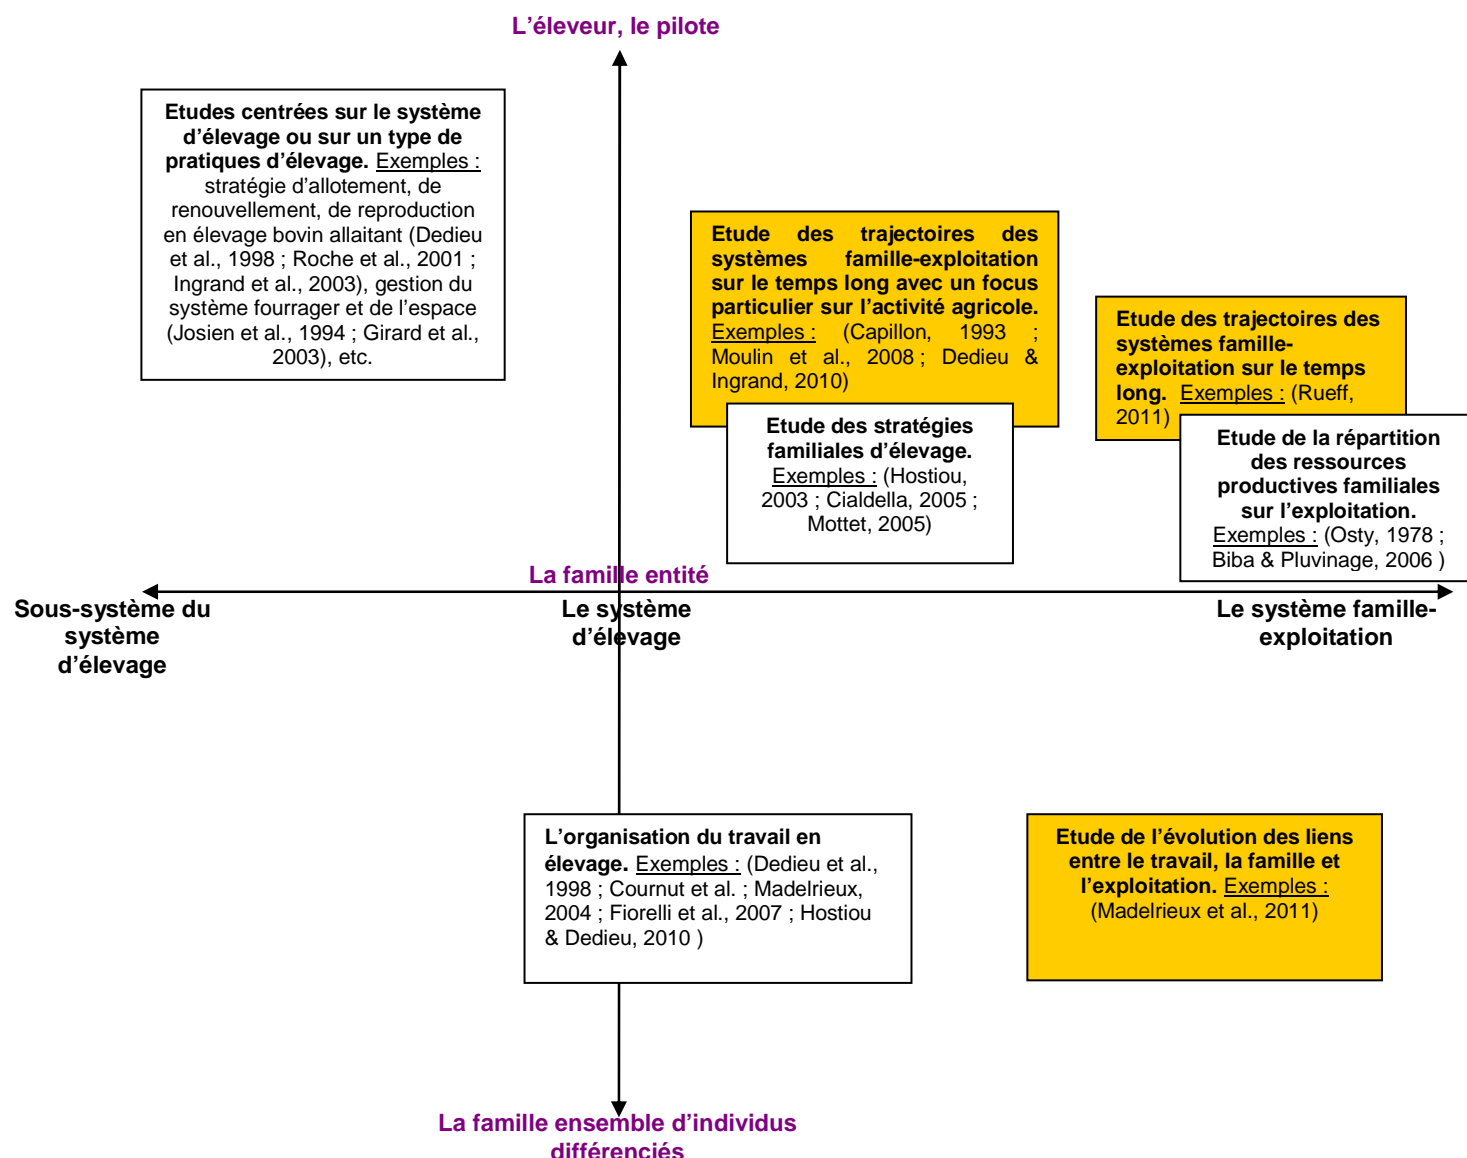 L’éleveur, le pilote
Etudes centrées sur le système
d’élevage ou sur un type de
pratiques d’élevage. Exemples :
stratégie d’allotement, de
renouvellement, de reproduction
en élevage bovin allaitant (Dedieu
et al., 1998 ; Roche et al., 2001 ;
Ingrand et al., 2003), gestion du
système fourrager et de l’espace
(Josien et al., 1994 ; Girard et al.,
2003), etc.
Etude des trajectoires des
systèmes famille-exploitation
sur le temps long avec un focus
particulier sur l’activité agricole.
Exemples : (Capillon, 1993 ;
Moulin et al., 2008 ; Dedieu &
Ingrand, 2010)
Etude des trajectoires des
systèmes famille-
exploitation sur le temps
long. Exemples : (Rueff,
2011)
Etude des stratégies
familiales d’élevage.
Exemples : (Hostiou,
2003 ; Cialdella, 2005 ;
Mottet, 2005)
Etude de la répartition
des ressources
productives familiales
sur l’exploitation.
Exemples : (Osty, 1978 ;
Biba & Pluvinage, 2006 )
La famille entité
Sous-système du
système
d’élevage
Le système
d’élevage
Le système famille-
exploitation
L’organisation du travail en
élevage. Exemples : (Dedieu et al.,
1998 ; Cournut et al. ; Madelrieux,
2004 ; Fiorelli et al., 2007 ; Hostiou
& Dedieu, 2010 )
Etude de l’évolution des liens
entre le travail, la famille et
l’exploitation. Exemples :
(Madelrieux et al., 2011)
La famille ensemble d’individus
différenciés